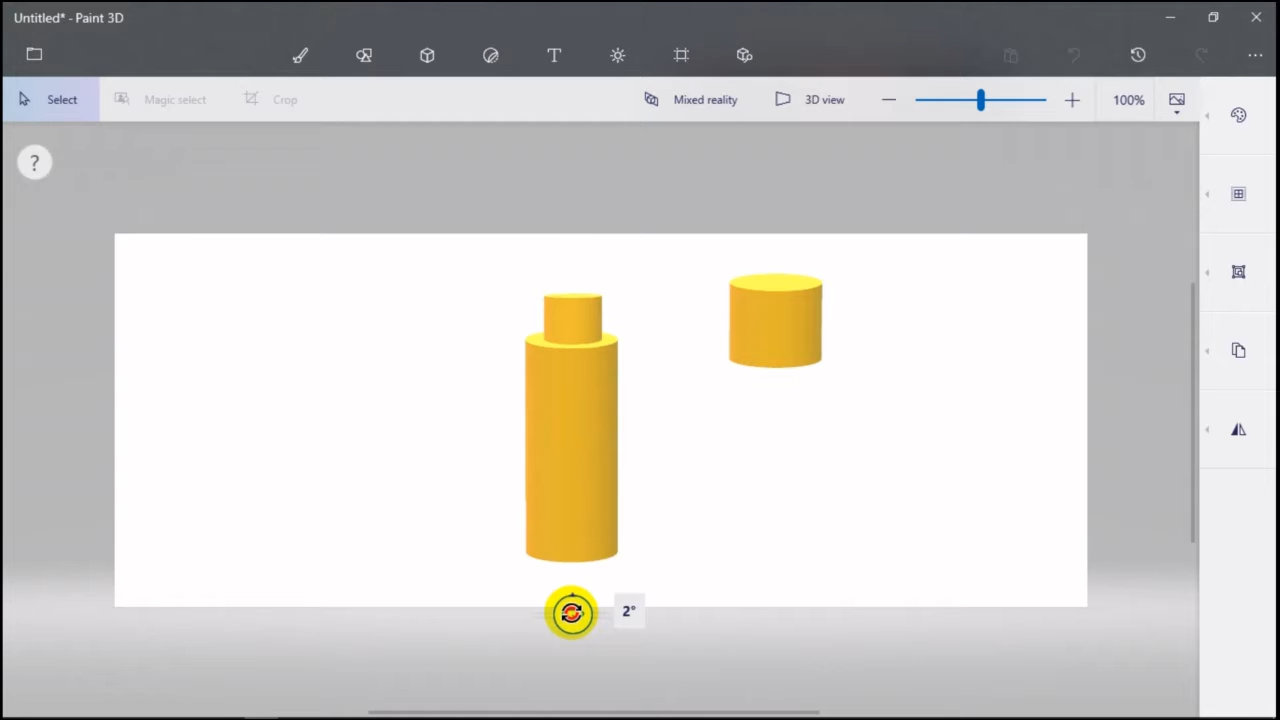 Untitled* - Paint 3D
T
Select
Magic select
Crop
Mixed reality
3D view
100%
?
2°